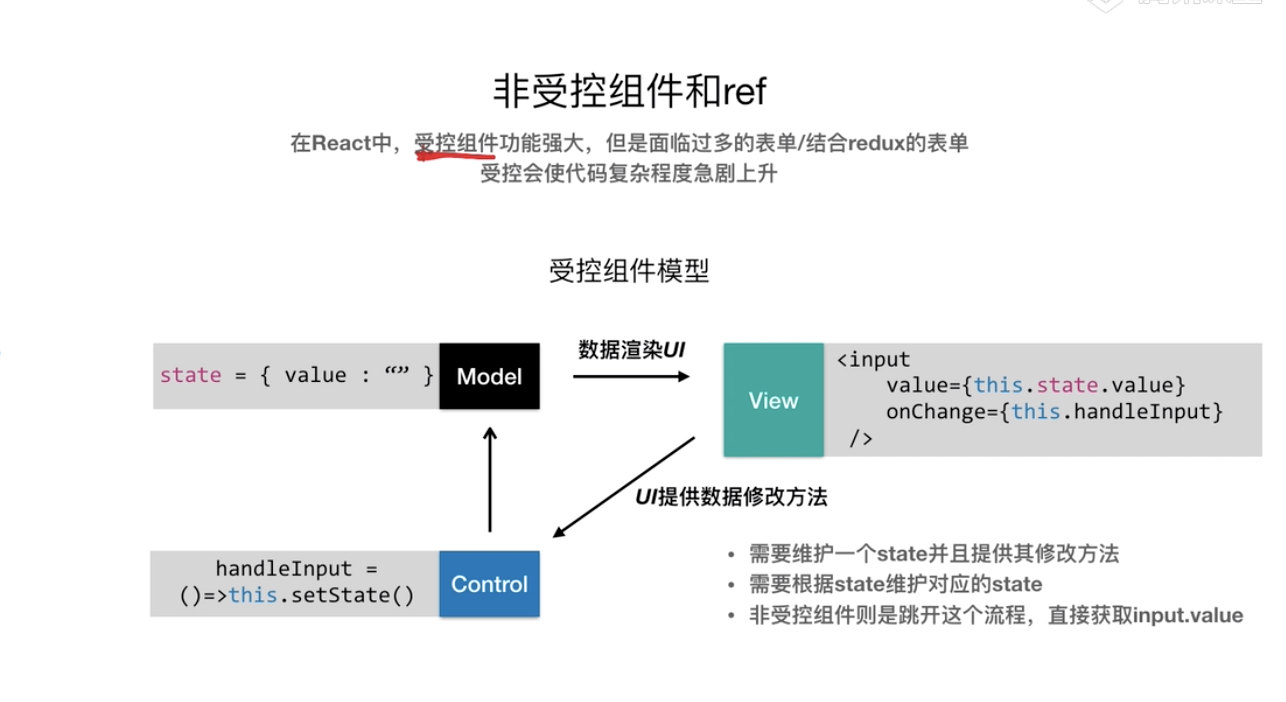 非受控组件和ref
在React中，受控组件功能强大，但是面临过多的表单/结合redux的表单
受控会使代码复杂程度急剧上升
受控组件模型
state = { value : “” }
Model
数据渲染UI
View
<input
value={this.state.value}
onChange={this.handleInput}
/>
UI提供数据修改方法
handleInput =
()=>this.setState()
Control
• 需要维护一个state并且提供其修改方法
• 需要根据state维护对应的state
• 非受控组件则是跳开这个流程，直接获取input.value